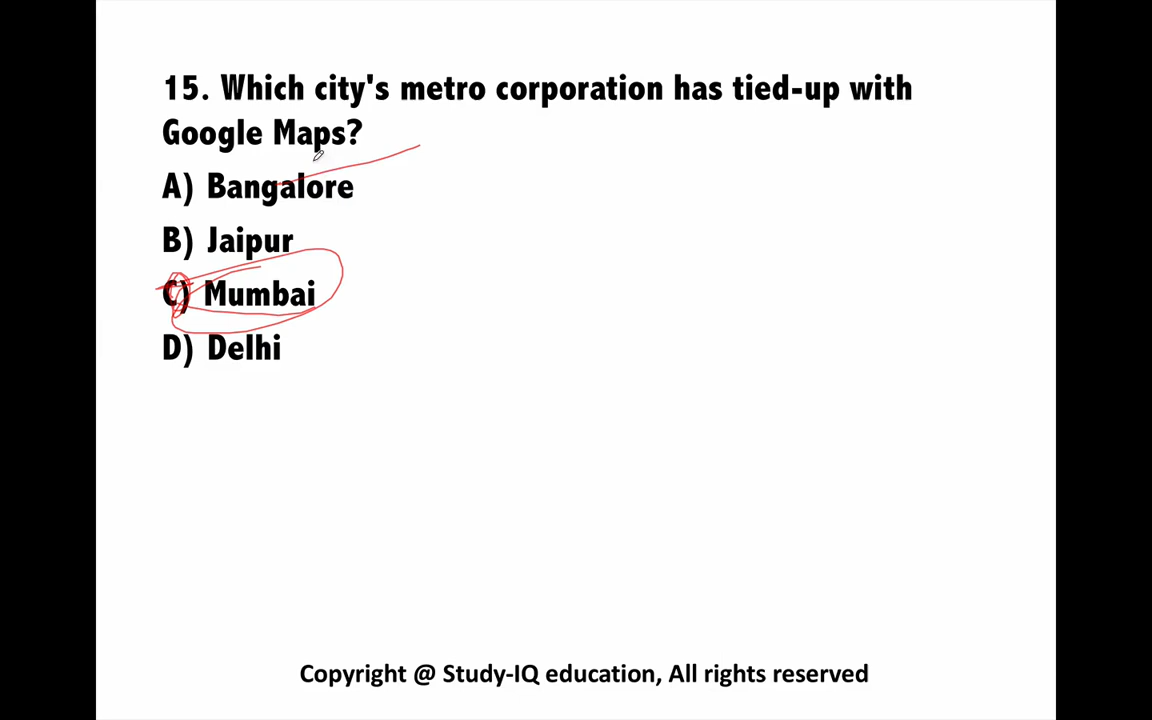 15. Which city's metro corporation has tied-up with
Google Maps?
A) Bangalore
B) Jaipur
C) Mumbai
D) Delhi
Copyright @ Study-IQ education, All rights reserved